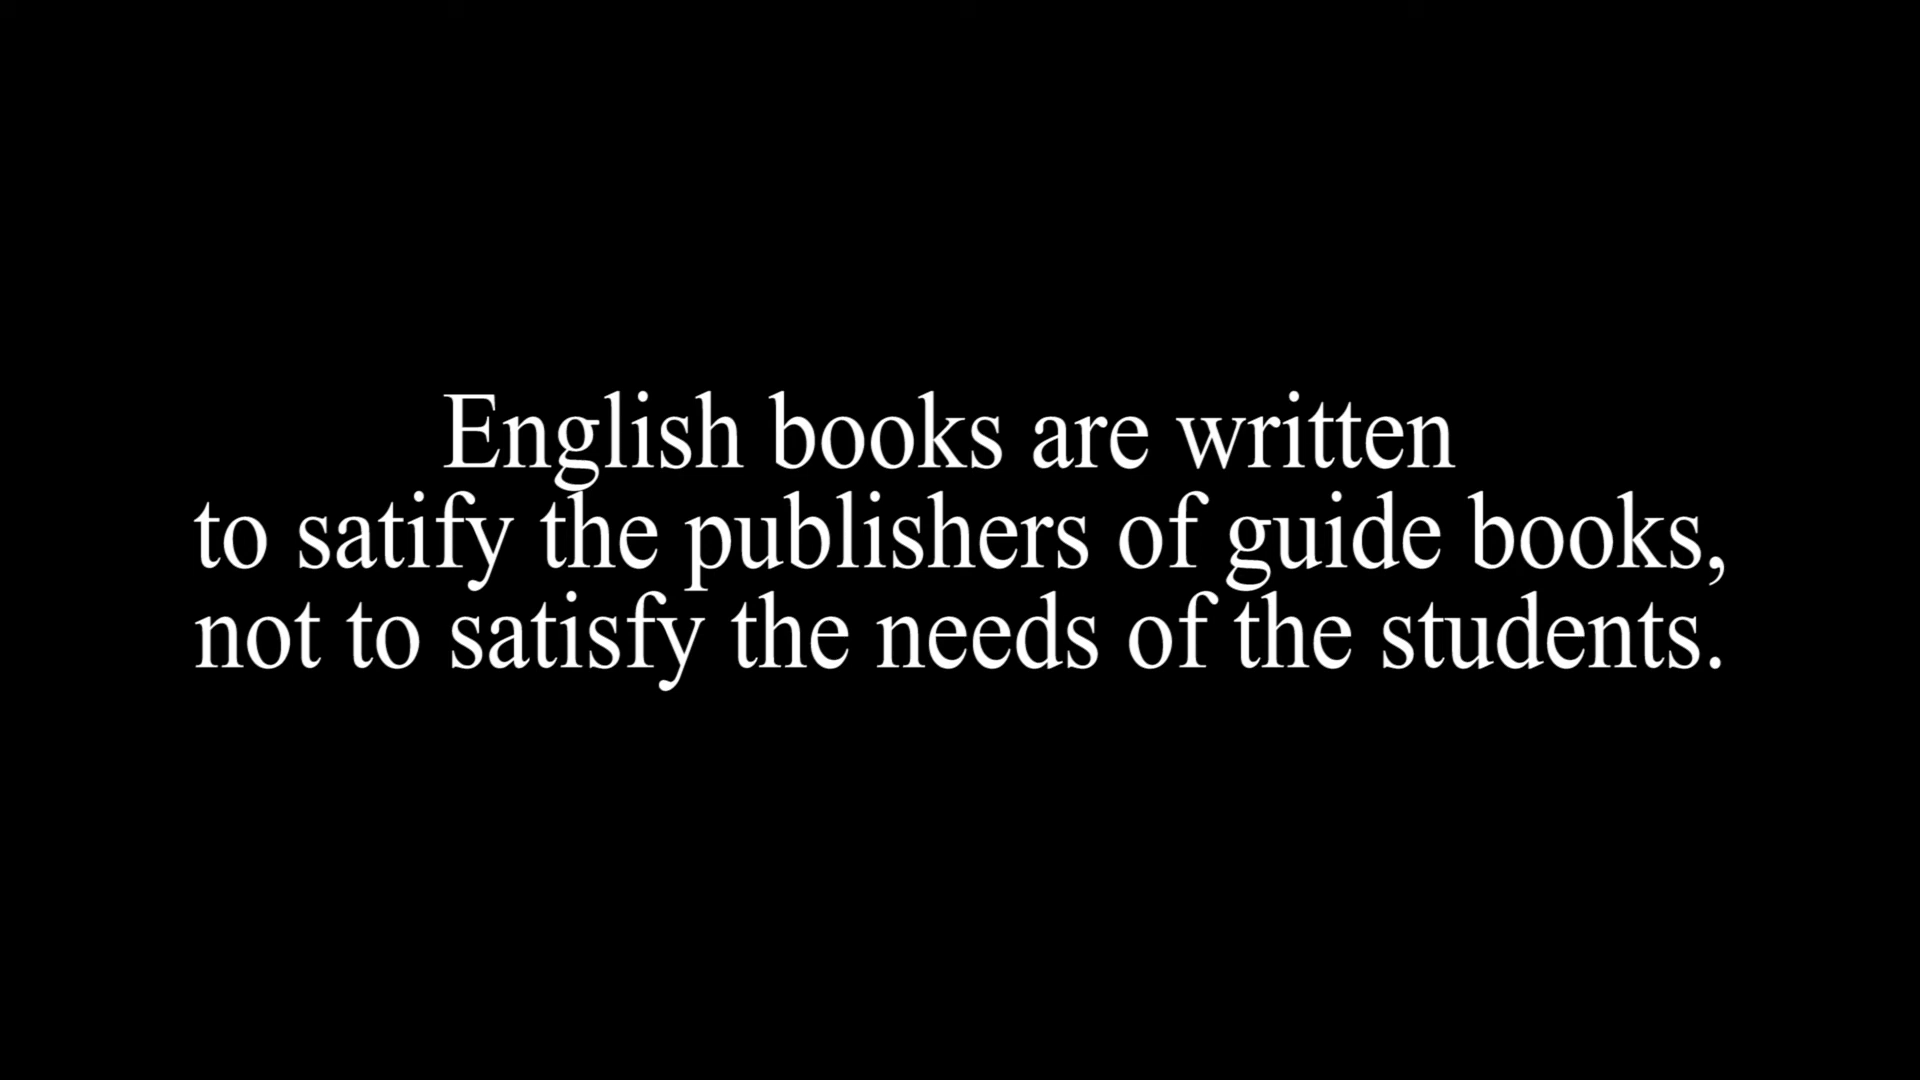 English books are written
to satify the publishers of guide books,
not to satisfy the needs of the students.